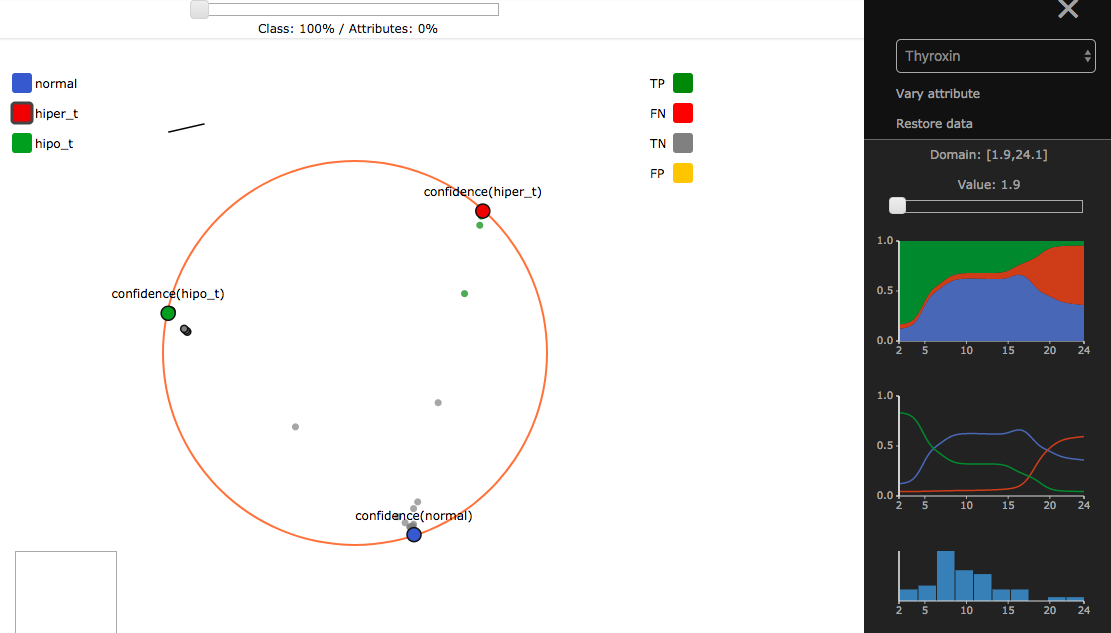 Class: 100% / Attributes: 0%
normal
hiper_t
hipo_t
TP
FN
TN
FP
confidence(hiper_t)
confidence(hipo_t)
confidence(normal)
Thyroxin
Vary attribute
Restore data
Domain: [1.9,24.1]
Value: 1.9
1.0
0.5
0.0
2 5 10 15 20 24
1.0
0.5
0.0
2 5 10 15 20 24
2 5 10 15 20 24